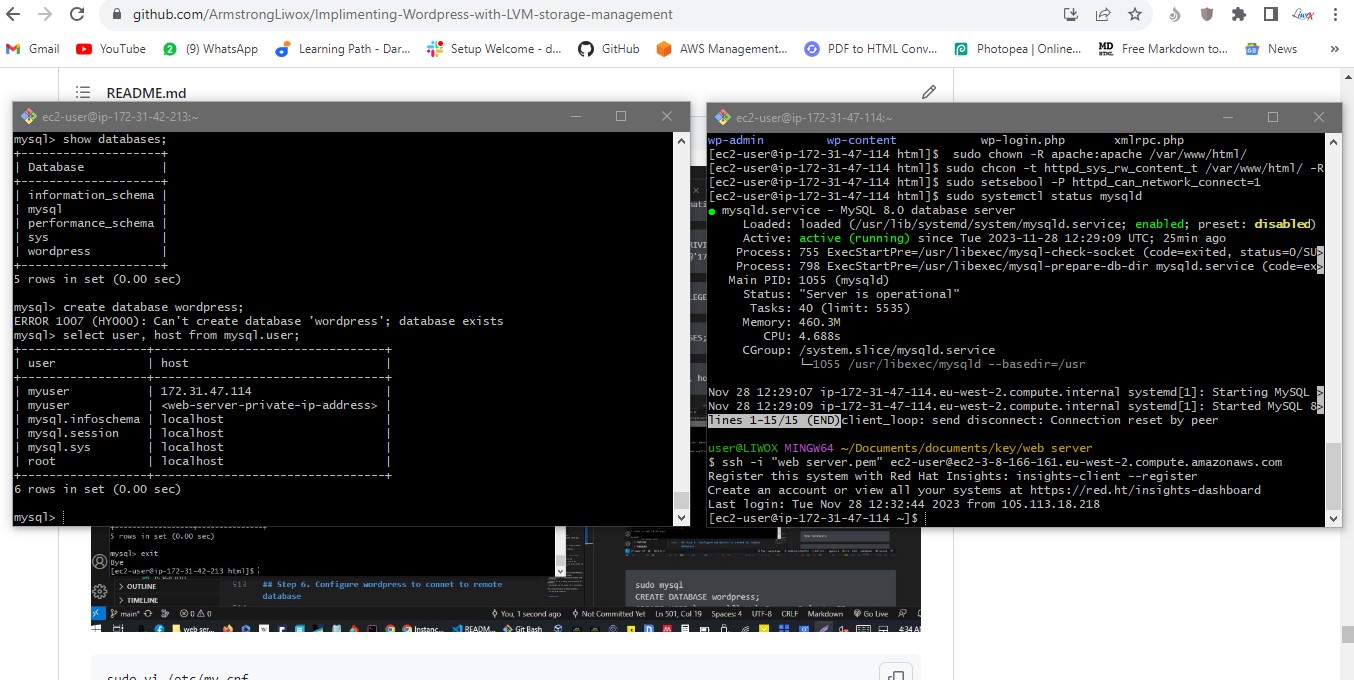 github.com/ArmstrongLiwox/Implimenting-Wordpress-with-LVM-storage-management
Gmail YouTube (9) WhatsApp Learning Path - Dar... Setup Welcome - d... GitHub AWS Management... PDF to HTML Conv... Photopea | Online... Free Markdown to... News »
README.md
ec2-user@ip-172-31-42-213:~
mysql> show databases;
+--------------------+
| Database |
+--------------------+
| information_schema |
| mysql |
| performance_schema |
| sys |
| wordpress |
+--------------------+
5 rows in set (0.00 sec)
mysql> create database wordpress;
ERROR 1007 (HY000): Can't create database 'wordpress'; database exists
mysql> select user, host from mysql.user;
+------------------+---------------------------------+
| user | host |
+------------------+---------------------------------+
| myuser | 172.31.47.114 |
| myuser | <web-server-private-ip-address> |
| mysql.infoschema | localhost |
| mysql.session | localhost |
| mysql.sys | localhost |
| root | localhost |
+------------------+---------------------------------+
6 rows in set (0.00 sec)
mysql>
ec2-user@ip-172-31-47-114:~
wp-admin wp-content wp-login.php xmlrpc.php
[ec2-user@ip-172-31-47-114 html]$  sudo chown -R apache:apache /var/www/html/
[ec2-user@ip-172-31-47-114 html]$ sudo chcon -t httpd_sys_rw_content_t /var/www/html/ -R
[ec2-user@ip-172-31-47-114 html]$ sudo setsebool -P httpd_can_network_connect=1
[ec2-user@ip-172-31-47-114 html]$ sudo systemctl status mysqld
● mysqld.service - MySQL 8.0 database server
Loaded: loaded (/usr/lib/systemd/system/mysqld.service; enabled; preset: disabled)
Active: active (running) since Tue 2023-11-28 12:29:09 UTC; 25min ago
Process: 755 ExecStartPre=/usr/libexec/mysql-check-socket (code=exited, status=0/SU>
Process: 798 ExecStartPre=/usr/libexec/mysql-prepare-db-dir mysqld.service (code=ex>
Main PID: 1055 (mysqld)
Status: "Server is operational"
Tasks: 40 (limit: 5535)
Memory: 460.3M
CPU: 4.688s
CGroup: /system.slice/mysqld.service
└─1055 /usr/libexec/mysqld --basedir=/usr
Nov 28 12:29:07 ip-172-31-47-114.eu-west-2.compute.internal systemd[1]: Starting MySQL >
Nov 28 12:29:09 ip-172-31-47-114.eu-west-2.compute.internal systemd[1]: Started MySQL 8>
lines 1-15/15 (END)client_loop: send disconnect: Connection reset by peer
user@LIWOX MINGW64 ~/Documents/documents/key/web server
$ ssh -i "web server.pem" ec2-user@ec2-3-8-166-161.eu-west-2.compute.amazonaws.com
Register this system with Red Hat Insights: insights-client --register
Create an account or view all your systems at https://red.ht/insights-dashboard
Last login: Tue Nov 28 12:32:44 2023 from 105.113.18.218
[ec2-user@ip-172-31-47-114 ~]$
5 rows in set (0.00 sec)
mysql> exit
Bye
[ec2-user@ip-172-31-42-213 html]$
OUTLINE
TIMELINE
513 ## Step 6. Configure wordpress to connet to remote
database
sudo mysql
CREATE DATABASE wordpress;
main* 0 0 You, 1 second ago Not Committed Yet Ln 501, Col 19 Spaces: 4 UTF-8 CRLF Markdown Go Live
web ser... Instanc... README... Git Bash 4:34 AM
sudo vi /etc/my.cnf